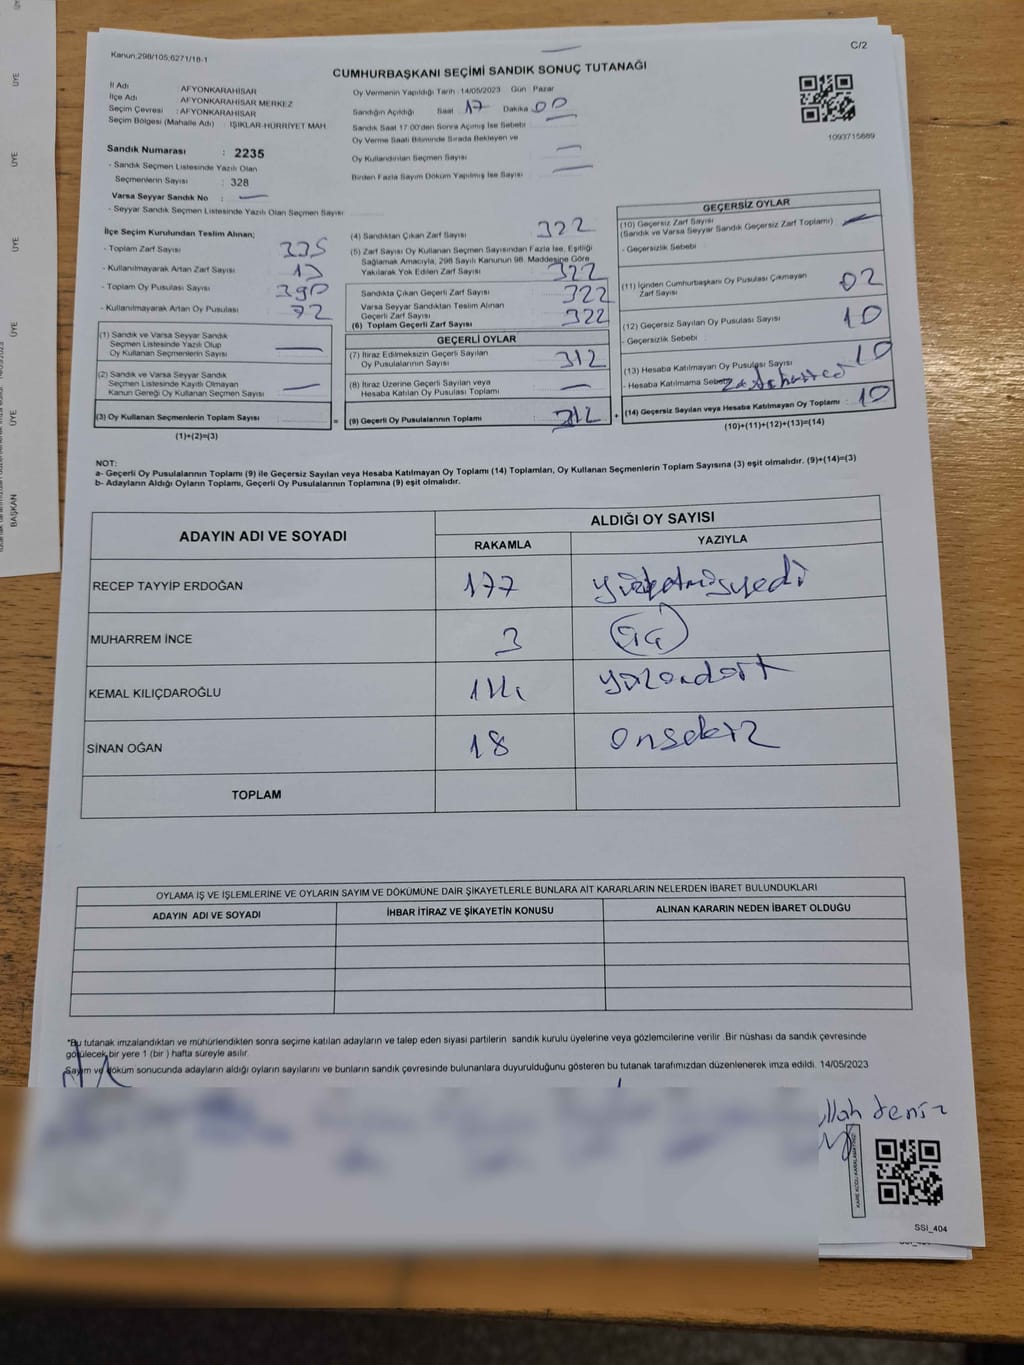 C/2
Kanun:298/105;6271/18-1
CUMHURBAŞKANI SEÇİMİ SANDIK SONUÇ TUTANAĞI
İl Adı : AFYONKARAHİSAR
İlçe Adı : AFYONKARAHİSAR MERKEZ
Seçim Çevresi : AFYONKARAHİSAR
Seçim Bölgesi (Mahalle Adı) : IŞIKLAR-HÜRRİYET MAH
Sandık Numarası : 2235
- Sandık Seçmen Listesinde Yazılı Olan
Seçmenlerin Sayısı : 328
Varsa Seyyar Sandık No : —
- Seyyar Sandık Seçmen Listesinde Yazılı Olan Seçmen Sayısı
Oy Vermenin Yapıldığı Tarih :14/05/2023 Gün Pazar
Sandığın Açıldığı Saat 17 Dakika 00
Sandık Saat 17:00'den Sonra Açılmış İse Sebebi
Oy Verme Saati Bitiminde Sırada Bekleyen ve
Oy Kullandırılan Seçmen Sayısı —
Birden Fazla Sayım Döküm Yapılmış İse Sayısı —
1093715669
İlçe Seçim Kurulundan Teslim Alınan;
- Toplam Zarf Sayısı 335
- Kullanılmayarak Artan Zarf Sayısı 13
- Toplam Oy Pusulası Sayısı 390
- Kullanılmayarak Artan Oy Pusulası 72
(1) Sandık ve Varsa Seyyar Sandık
Seçmen Listesinde Yazılı Olup
Oy Kullanan Seçmenlerin Sayısı —
(2) Sandık ve Varsa Seyyar Sandık
Seçmen Listesinde Kayıtlı Olmayan
Kanun Gereği Oy Kullanan Seçmen Sayısı —
(3) Oy Kullanan Seçmenlerin Toplam Sayısı
(1)+(2)=(3)
(4) Sandıktan Çıkan Zarf Sayısı 322
(5) Zarf Sayısı Oy Kullanan Seçmen Sayısından Fazla İse, Eşitliği
Sağlamak Amacıyla, 298 Sayılı Kanunun 98. Maddesine Göre
Yakılarak Yok Edilen Zarf Sayısı 322
Sandıkta Çıkan Geçerli Zarf Sayısı 322
Varsa Seyyar Sandıktan Teslim Alınan
Geçerli Zarf Sayısı 322
(6) Toplam Geçerli Zarf Sayısı
GEÇERLİ OYLAR
(7) İtiraz Edilmeksizin Geçerli Sayılan
Oy Pusulalarının Sayısı 312
(8) İtiraz Üzerine Geçerli Sayılan veya
Hesaba Katılan Oy Pusulası Toplamı —
= (9) Geçerli Oy Pusulalarının Toplamı 312
GEÇERSİZ OYLAR
(10) Geçersiz Zarf Sayısı
(Sandık ve Varsa Seyyar Sandık Geçersiz Zarf Toplamı) —
- Geçersizlik Sebebi
(11) İçinden Cumhurbaşkanı Oy Pusulası Çıkmayan
Zarf Sayısı 02
(12) Geçersiz Sayılan Oy Pusulası Sayısı 10
- Geçersizlik Sebebi
(13) Hesaba Katılmayan Oy Pusulası Sayısı 10
- Hesaba Katılmama Sebebi
+ (14) Geçersiz Sayılan veya Hesaba Katılmayan Oy Toplamı : 10
(10)+(11)+(12)+(13)=(14)
NOT:
a- Geçerli Oy Pusulalarının Toplamı (9) ile Geçersiz Sayılan veya Hesaba Katılmayan Oy Toplamı (14) Toplamları, Oy Kullanan Seçmenlerin Toplam Sayısına (3) eşit olmalıdır. (9)+(14)=(3)
b- Adayların Aldığı Oyların Toplamı, Geçerli Oy Pusulalarının Toplamına (9) eşit olmalıdır.
ADAYIN ADI VE SOYADI
ALDIĞI OY SAYISI
RAKAMLA YAZIYLA
RECEP TAYYİP ERDOĞAN 177 yüzyetmişyedi
MUHARREM İNCE 3 üç
KEMAL KILIÇDAROĞLU 114 yüzondört
SİNAN OĞAN 18 onsekiz
TOPLAM
OYLAMA İŞ VE İŞLEMLERİNE VE OYLARIN SAYIM VE DÖKÜMÜNE DAİR ŞİKAYETLERLE BUNLARA AİT KARARLARIN NELERDEN İBARET BULUNDUKLARI
ADAYIN ADI VE SOYADI İHBAR İTİRAZ VE ŞİKAYETİN KONUSU ALINAN KARARIN NEDEN İBARET OLDUĞU
*Bu tutanak imzalandıktan ve mühürlendikten sonra seçime katılan adayların ve talep eden siyasi partilerin sandık kurulu üyelerine veya gözlemcilerine verilir. Bir nüshası da sandık çevresinde
görülecek bir yere 1 (bir ) hafta süreyle asılır.
Sayım ve döküm sonucunda adayların aldığı oyların sayılarını ve bunların sandık çevresinde bulunanlara duyurulduğunu gösteren bu tutanak tarafımızdan düzenlenerek imza edildi. 14/05/2023
ullah deniz
SSI_404
ÜYE
ÜYE
ÜYE
ÜYE
ÜYE
BAŞKAN